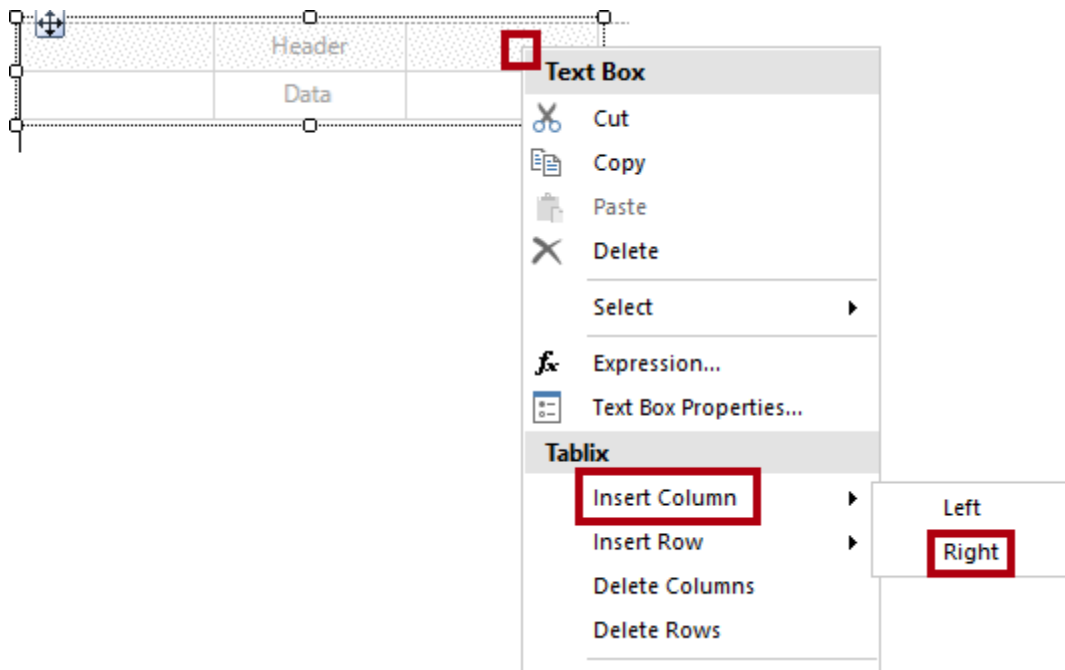 Header
Data
Text Box
Cut
Copy
Paste
Delete
Select
fx Expression...
Text Box Properties...
Tablix
Insert Column
Left
Insert Row
Right
Delete Columns
Delete Rows